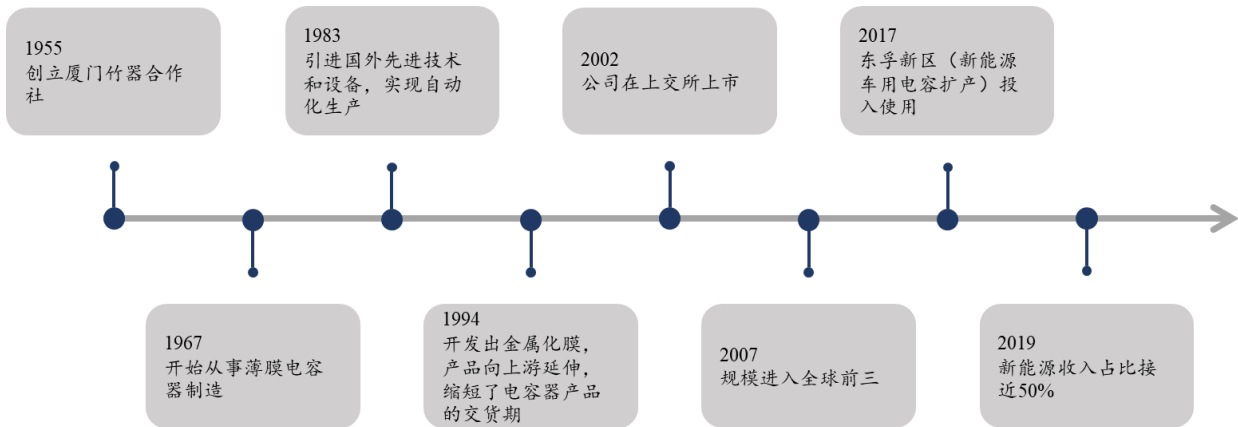 1955
创立厦门竹器合作
社
1967
开始从事薄膜电容
器制造
1983
引进国外先进技术
和设备，实现自动
化生产
1994
开发出金属化膜，
产品向上游延伸，
缩短了电容器产品
的交货期
2002
公司在上交所上市
2007
规模进入全球前三
2017
东孚新区（新能源
车用电容扩产）投
入使用
2019
新能源收入占比接
近50%